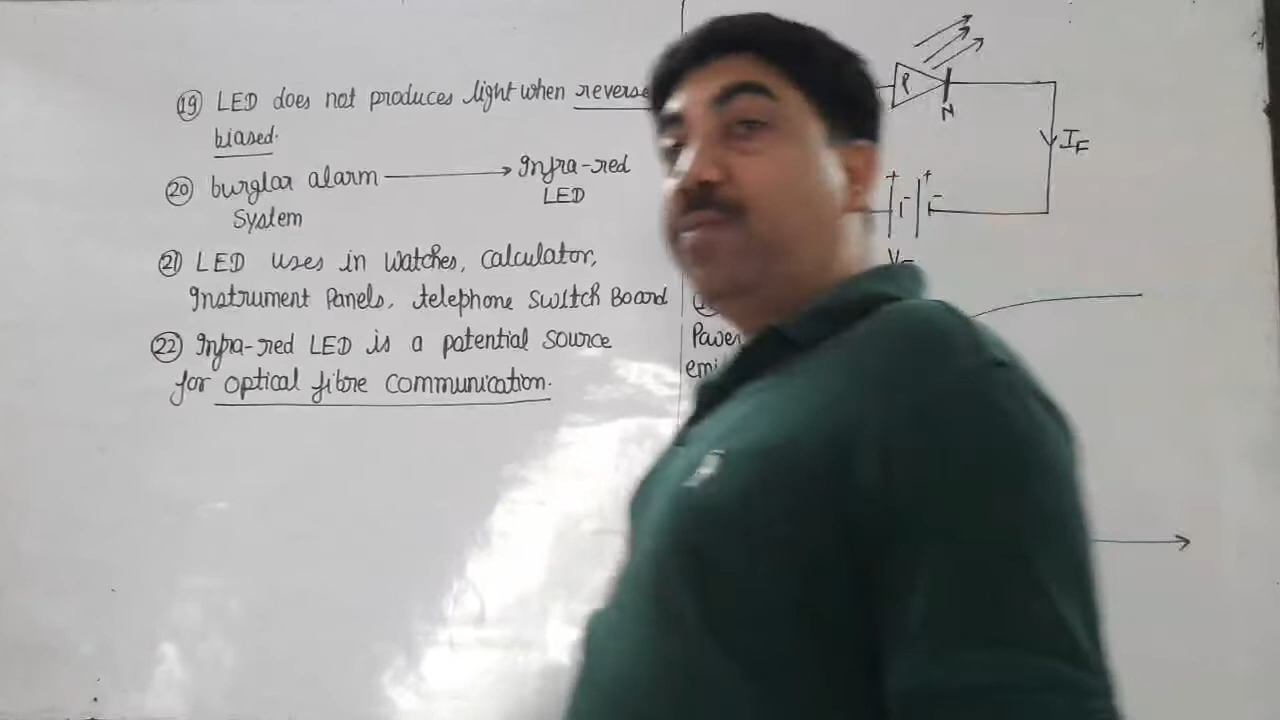 (19) LED does not produces light when reverse
biased.
(20) burglar alarm → Infra-red
System LED
(21) LED uses in watches, calculator,
Instrument Panels, telephone switch Board
(22) Infra-red LED is a potential source
for optical fibre communication.
P
N
IF
+ +
- -
Power